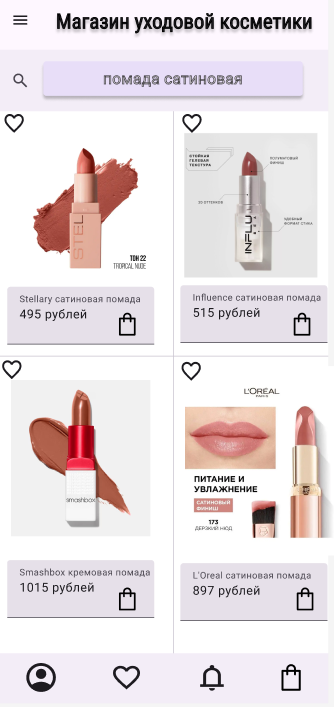 Магазин уходовой косметики
помада сатиновая
STEL
ТОН 22
TROPICAL NUDE
Stellary сатиновая помада
495 рублей
СТОЙКАЯ
ГЕЛЕВАЯ
ТЕКСТУРА
ПОЛУМАТОВЫЙ
ФИНИШ
УДОБНЫЙ
ФОРМАТ СТИКА
INFLU
Influence сатиновая помада
515 рублей
smashbox
Smashbox кремовая помада
1015 рублей
L'OREAL
PARIS
ПИТАНИЕ И
УВЛАЖНЕНИЕ
САТИНОВЫЙ
ФИНИШ
173
ДЕРЗКИЙ НЮД
L'Oreal сатиновая помада
897 рублей